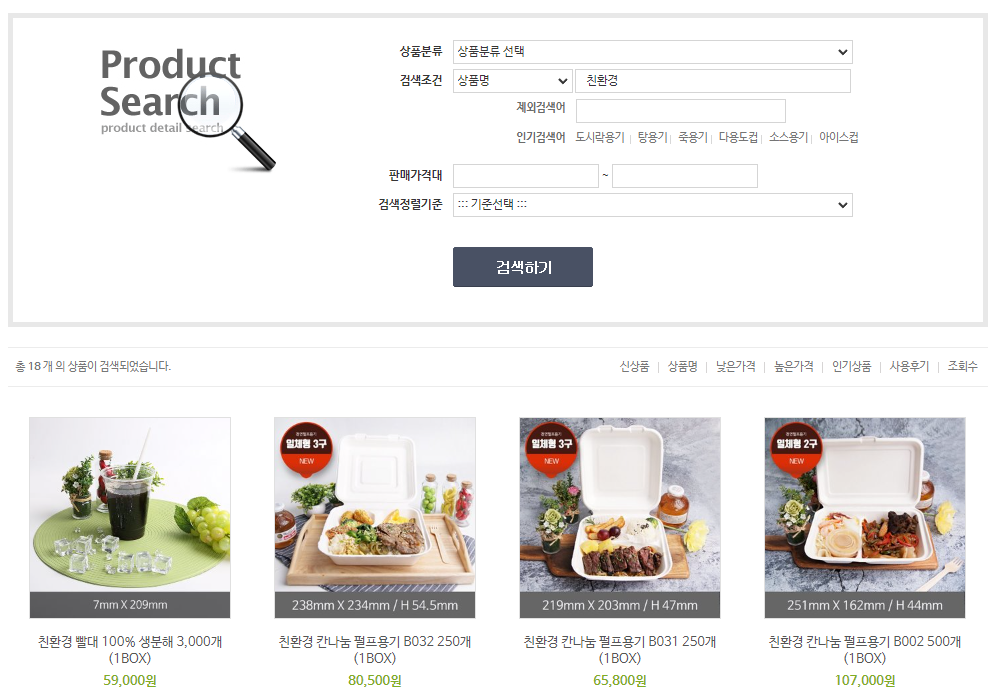 Product
Search
product detail search
상품분류 상품분류 선택
검색조건 상품명 친환경
제외검색어
인기검색어 도시락용기 | 탕용기 | 죽용기 | 다용도컵 | 소스용기 | 아이스컵
판매가격대 ~
검색정렬기준 ::: 기준선택 :::
검색하기
총 18 개 의 상품이 검색되었습니다.
신상품 | 상품명 | 낮은가격 | 높은가격 | 인기상품 | 사용후기 | 조회수
7mm X 209mm
친환경 빨대 100% 생분해 3,000개
(1BOX)
59,000원
일체형 3구
NEW
238mm X 234mm / H 54.5mm
친환경 칸나눔 펄프용기 B032 250개
(1BOX)
80,500원
일체형 3구
NEW
219mm X 203mm / H 47mm
친환경 칸나눔 펄프용기 B031 250개
(1BOX)
65,800원
일체형 2구
NEW
251mm X 162mm / H 44mm
친환경 칸나눔 펄프용기 B002 500개
(1BOX)
107,000원